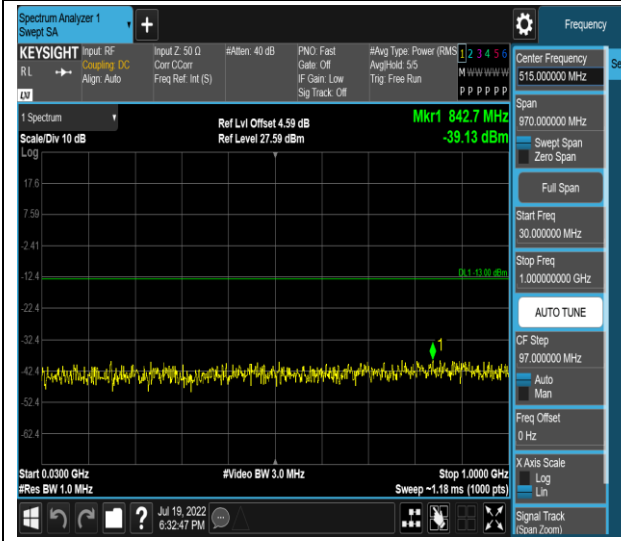 Spectrum Analyzer 1
Swept SA
Frequency
KEYSIGHT
RL
Input: RF
Coupling: DC
Align: Auto
Input Z: 50 Ω
Corr CCorr
Freq Ref: Int (S)
#Atten: 40 dB
PNO: Fast
Gate: Off
IF Gain: Low
Sig Track: Off
#Avg Type: Power (RMS
Avg|Hold: 5/5
Trig: Free Run
1 2 3 4 5 6
M W W W W W
P P P P P P
LXI
1 Spectrum
Scale/Div 10 dB
Log
Ref Lvl Offset 4.59 dB
Ref Level 27.59 dBm
Mkr1 842.7 MHz
-39.13 dBm
17.6
7.59
-2.41
-12.4
DL1 -13.00 dBm
-22.4
-32.4
1
-42.4
-52.4
-62.4
Start 0.0300 GHz
#Res BW 1.0 MHz
#Video BW 3.0 MHz
Stop 1.0000 GHz
Sweep ~1.18 ms (1000 pts)
?
Jul 19, 2022
6:32:47 PM
Center Frequency
515.000000 MHz
Se
Span
970.000000 MHz
Swept Span
Zero Span
Full Span
Start Freq
30.000000 MHz
Stop Freq
1.000000000 GHz
AUTO TUNE
CF Step
97.000000 MHz
Auto
Man
Freq Offset
0 Hz
X Axis Scale
Log
Lin
Signal Track
(Span Zoom)